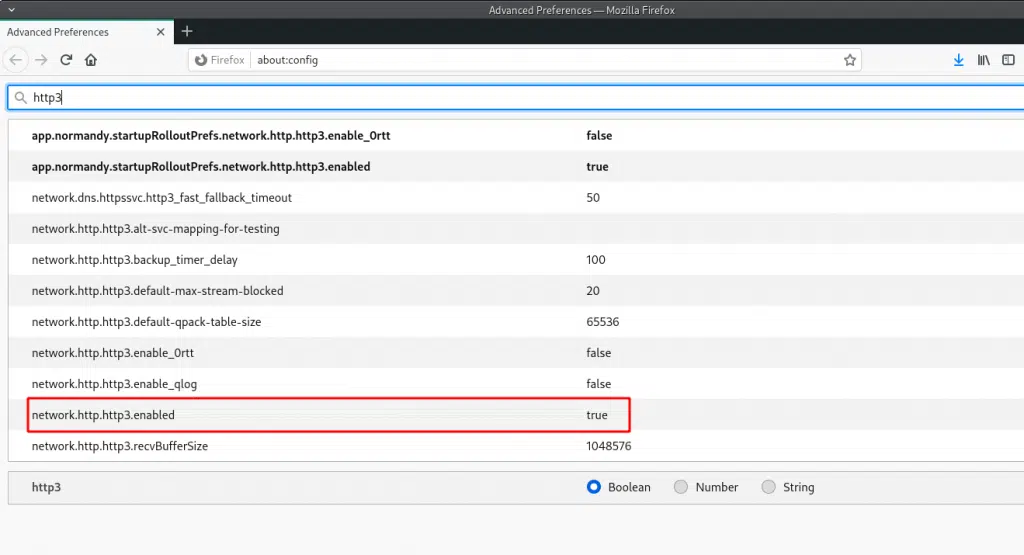 Advanced Preferences — Mozilla Firefox
Advanced Preferences
Firefox about:config
http3
app.normandy.startupRolloutPrefs.network.http.http3.enable_0rtt false
app.normandy.startupRolloutPrefs.network.http.http3.enabled true
network.dns.httpssvc.http3_fast_fallback_timeout 50
network.http.http3.alt-svc-mapping-for-testing
network.http.http3.backup_timer_delay 100
network.http.http3.default-max-stream-blocked 20
network.http.http3.default-qpack-table-size 65536
network.http.http3.enable_0rtt false
network.http.http3.enable_qlog false
network.http.http3.enabled true
network.http.http3.recvBufferSize 1048576
http3 Boolean Number String